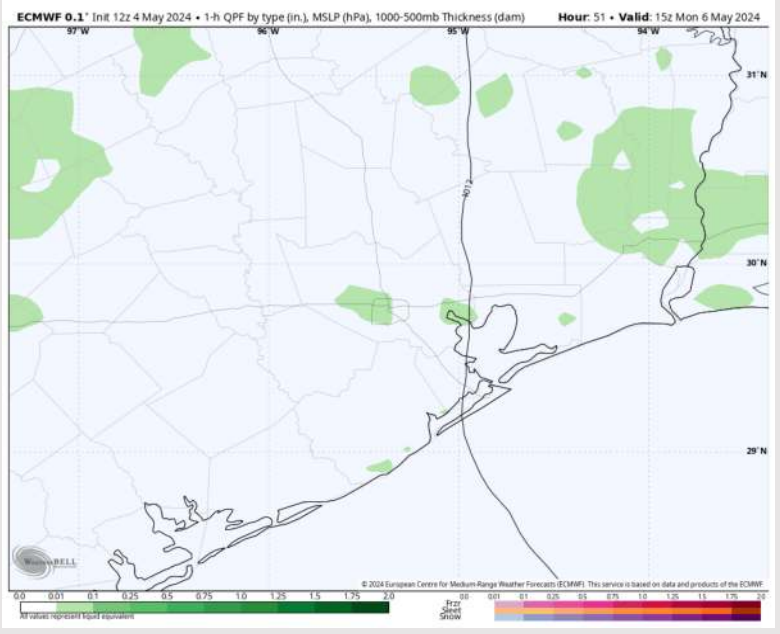 ECMWF 0.1° Init 12z 4 May 2024 • 1-h QPF by type (in.), MSLP (hPa), 1000-500mb Thickness (dam) Hour: 51 • Valid: 15z Mon 6 May 2024
97°W 96°W 95°W 94°W
31°N
1012
30°N
29°N
WeatherBELL
© 2024 European Centre for Medium-Range Weather Forecasts (ECMWF). This service is based on data and products of the ECMWF.
0.0 0.01 0.1 0.25 0.5 0.75 1.0 1.25 1.5 1.75 2.0
All values represent liquid equivalent
0.0 0.01 0.1 0.25 0.5 0.75 1.0 1.25 1.5 1.75 2.0
Frzr
Sleet
Snow